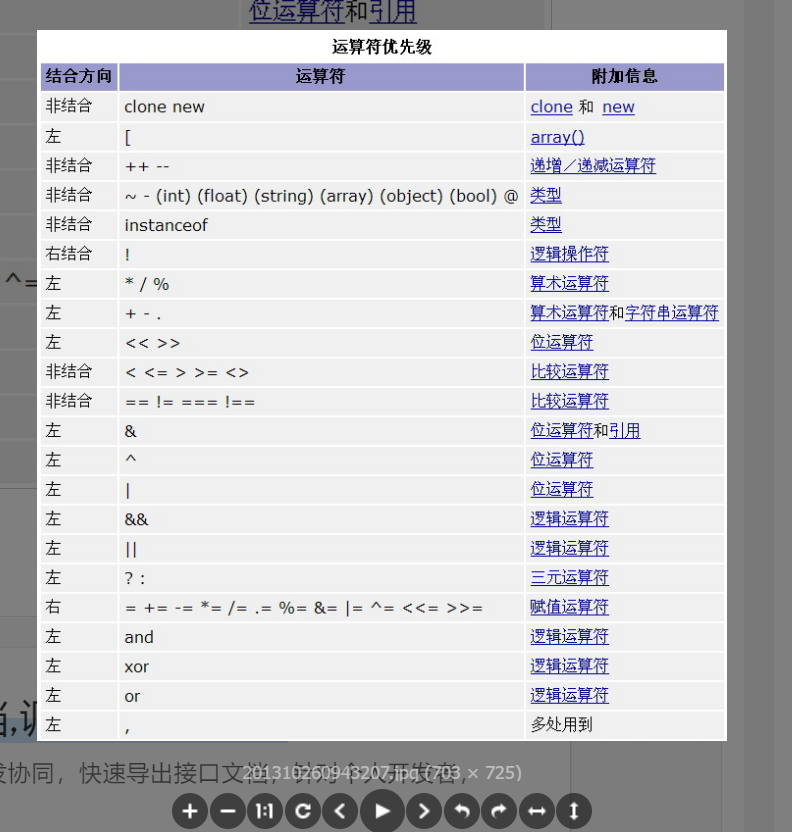 位运算符和引用
运算符优先级
结合方向 运算符 附加信息
非结合 clone new clone 和 new
左 [ array()
非结合 ++ -- 递增／递减运算符
非结合 ~ - (int) (float) (string) (array) (object) (bool) @ 类型
非结合 instanceof 类型
右结合 ! 逻辑操作符
^=
左 * / % 算术运算符
左 + - . 算术运算符和字符串运算符
左 << >> 位运算符
非结合 < <= > >= <> 比较运算符
非结合 == != === !== 比较运算符
左 & 位运算符和引用
左 ^ 位运算符
左 | 位运算符
左 && 逻辑运算符
左 || 逻辑运算符
左 ? : 三元运算符
右 = += -= *= /= .= %= &= |= ^= <<= >>= 赋值运算符
左 and 逻辑运算符
左 xor 逻辑运算符
左 or 逻辑运算符
左 , 多处用到
发协同，快速导出接口文档，针对个人开发者，
201310260943207.jpg (703 × 725)
1:1